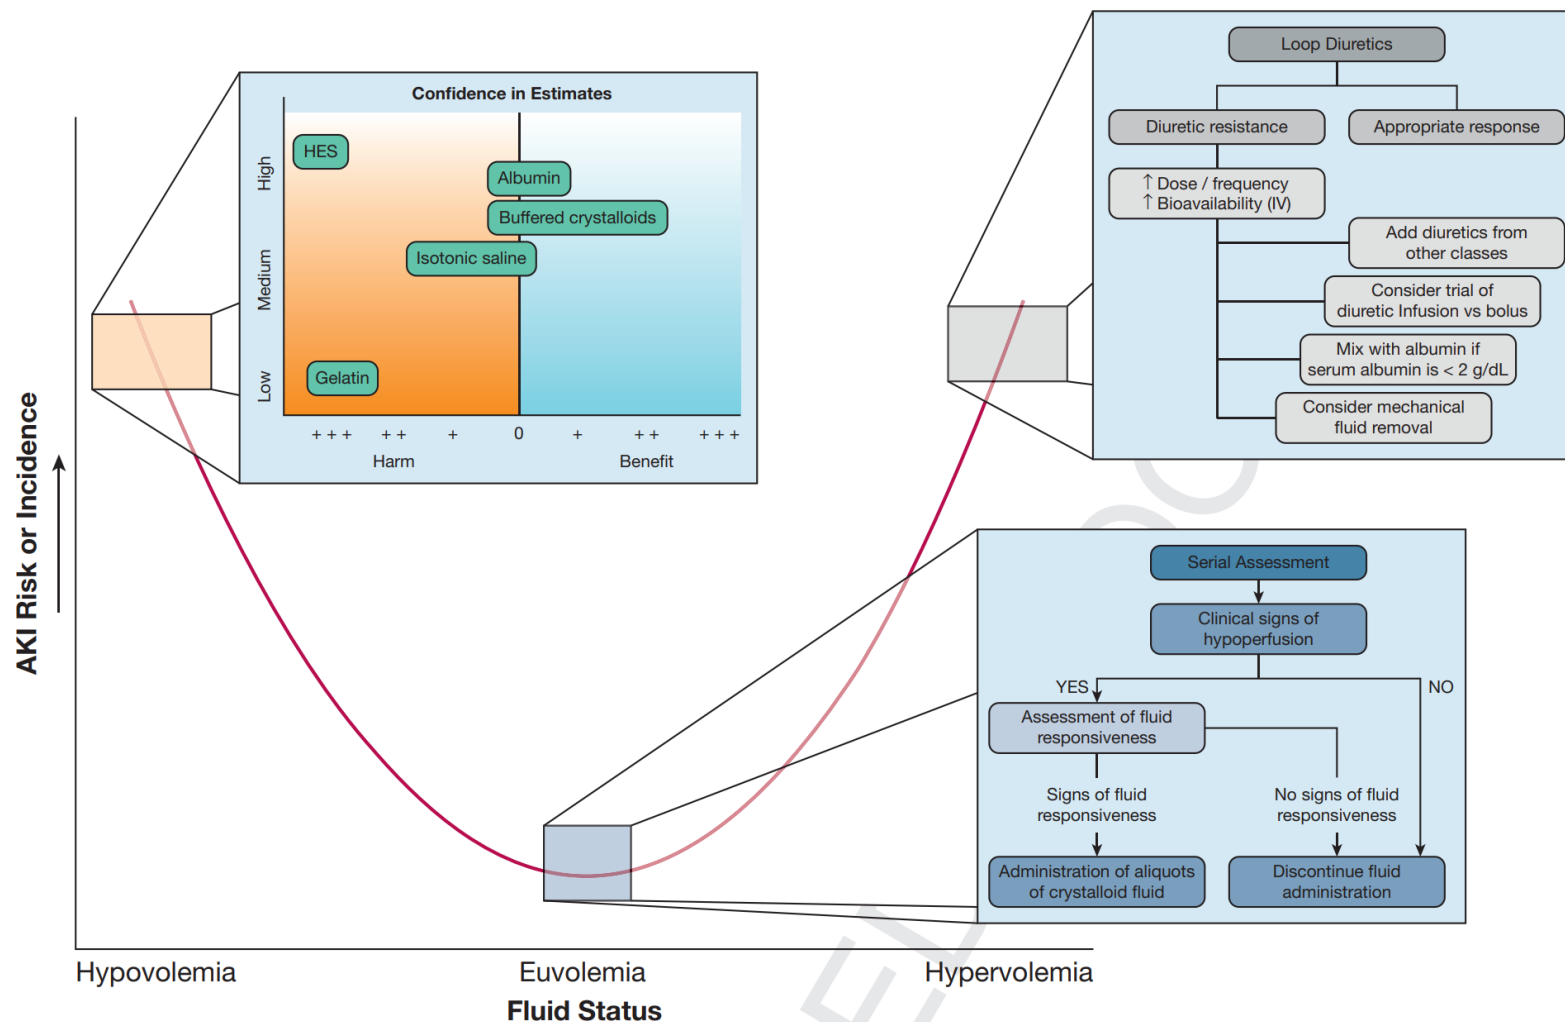 Confidence in Estimates
High
Medium
Low
HES
Albumin
Buffered crystalloids
Isotonic saline
Gelatin
+ + +
+ +
+
0
+
+ +
+ + +
Harm
Benefit
Loop Diuretics
Diuretic resistance
Appropriate response
↑ Dose / frequency
↑ Bioavailability (IV)
Add diuretics from
other classes
Consider trial of
diuretic Infusion vs bolus
Mix with albumin if
serum albumin is < 2 g/dL
Consider mechanical
fluid removal
Serial Assessment
Clinical signs of
hypoperfusion
YES
NO
Assessment of fluid
responsiveness
Signs of fluid
responsiveness
No signs of fluid
responsiveness
Administration of aliquots
of crystalloid fluid
Discontinue fluid
administration
AKI Risk or Incidence
Hypovolemia
Euvolemia
Hypervolemia
Fluid Status